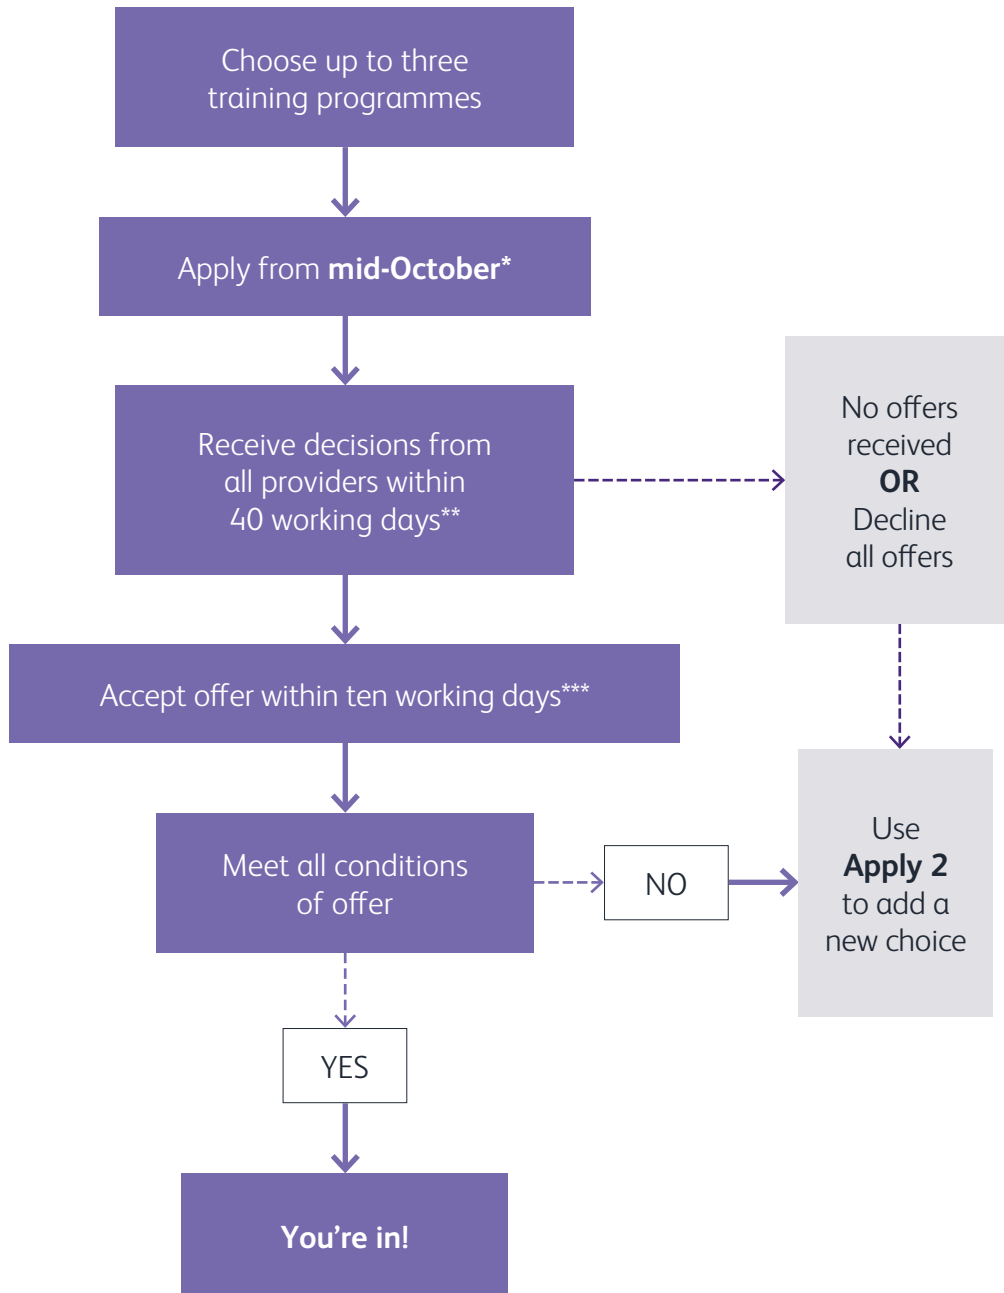 Choose up to three
training programmes
Apply from mid-October*
Receive decisions from
all providers within
40 working days**
No offers
received
OR
Decline
all offers
Accept offer within ten working days***
Meet all conditions
of offer
NO
Use
Apply 2
to add a
new choice
YES
You’re in!